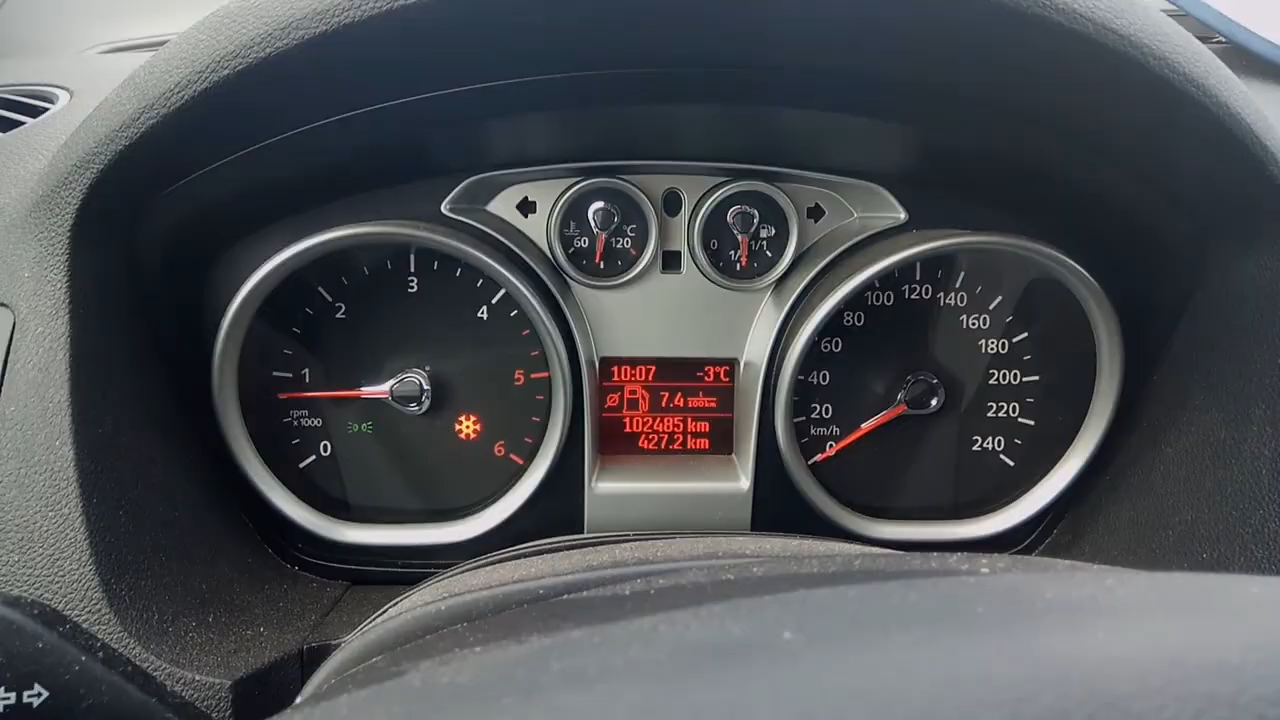 °C
60 120
0 1/1
1/2
3
2 4
1 5
rpm
x1000
0 6
10:07 -3°C
7.4 l/100km
102485 km
427.2 km
100 120 140
80 160
60 180
40 200
20 220
km/h
0 240